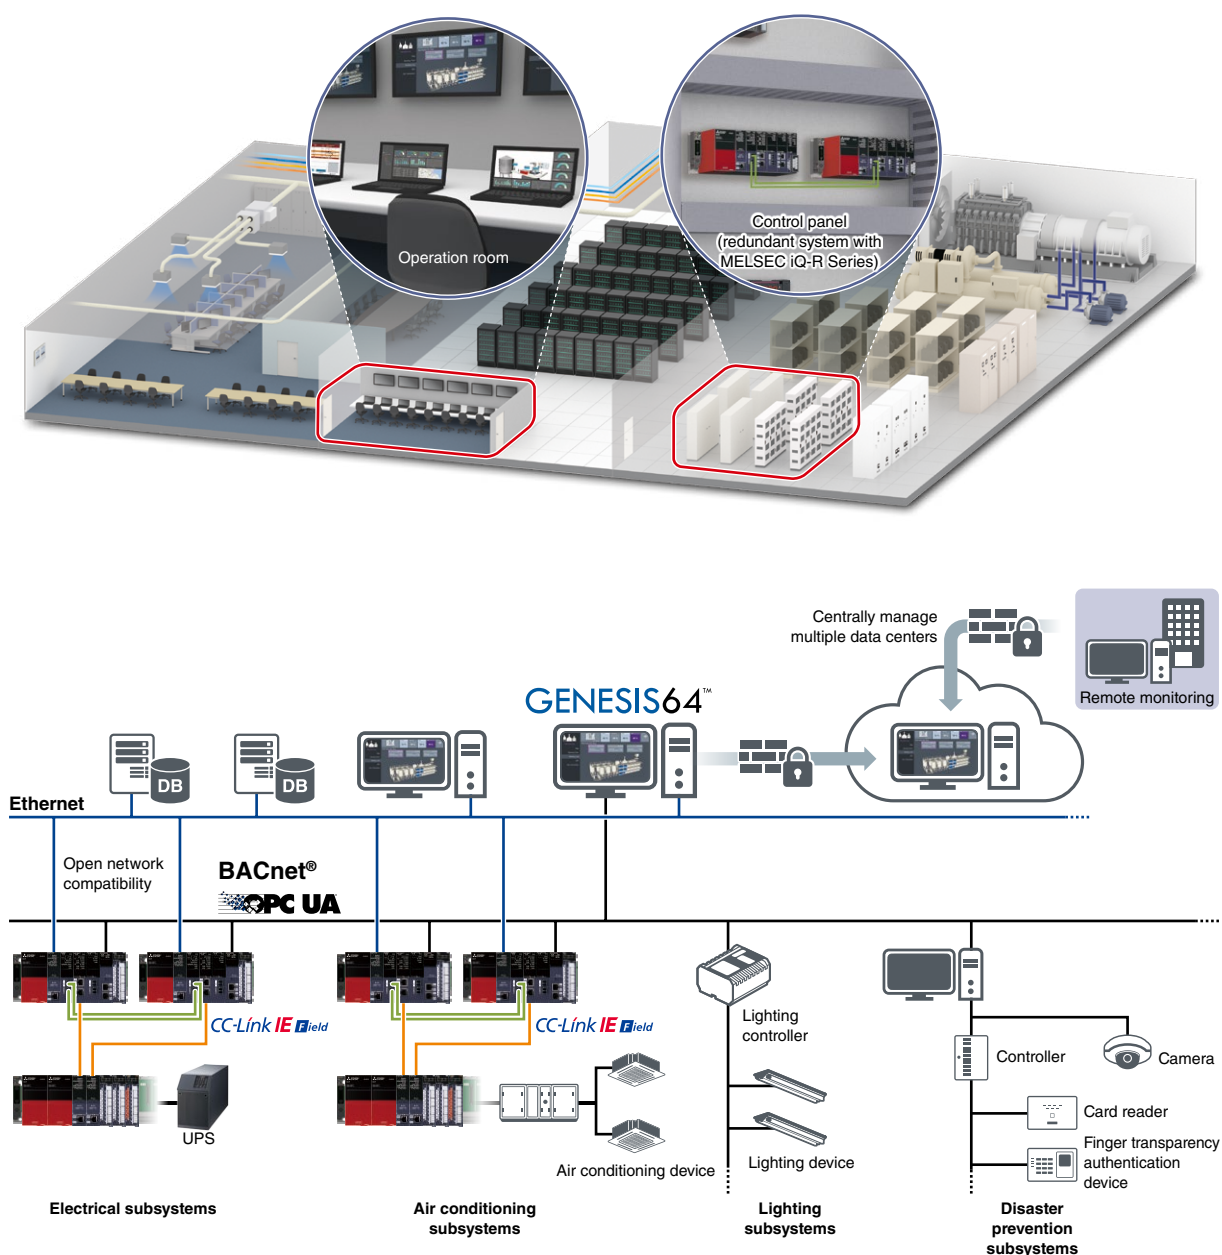 Operation room
Control panel
(redundant system with
MELSEC iQ-R Series)
Centrally manage
multiple data centers
Remote monitoring
GENESIS64™
DB
DB
Ethernet
Open network
compatibility
BACnet®
OPC UA
CC-Link IE Field
CC-Link IE Field
Lighting
controller
Controller
Camera
Card reader
UPS
Air conditioning device
Lighting device
Finger transparency
authentication
device
Electrical subsystems
Air conditioning
subsystems
Lighting
subsystems
Disaster
prevention
subsystems